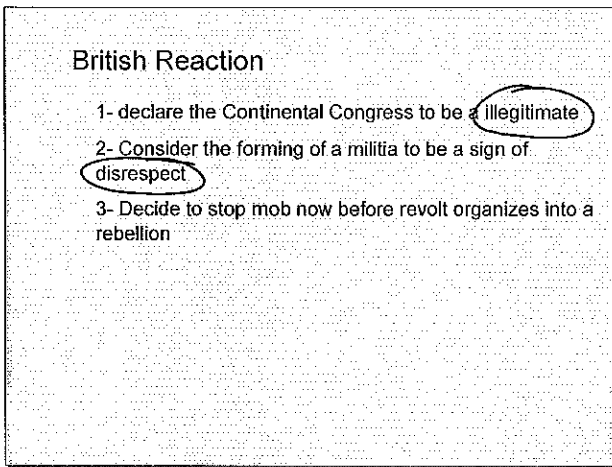 British Reaction
1- declare the Continental Congress to be a illegitimate
2- Consider the forming of a militia to be a sign of
disrespect
3- Decide to stop mob now before revolt organizes into a
rebellion